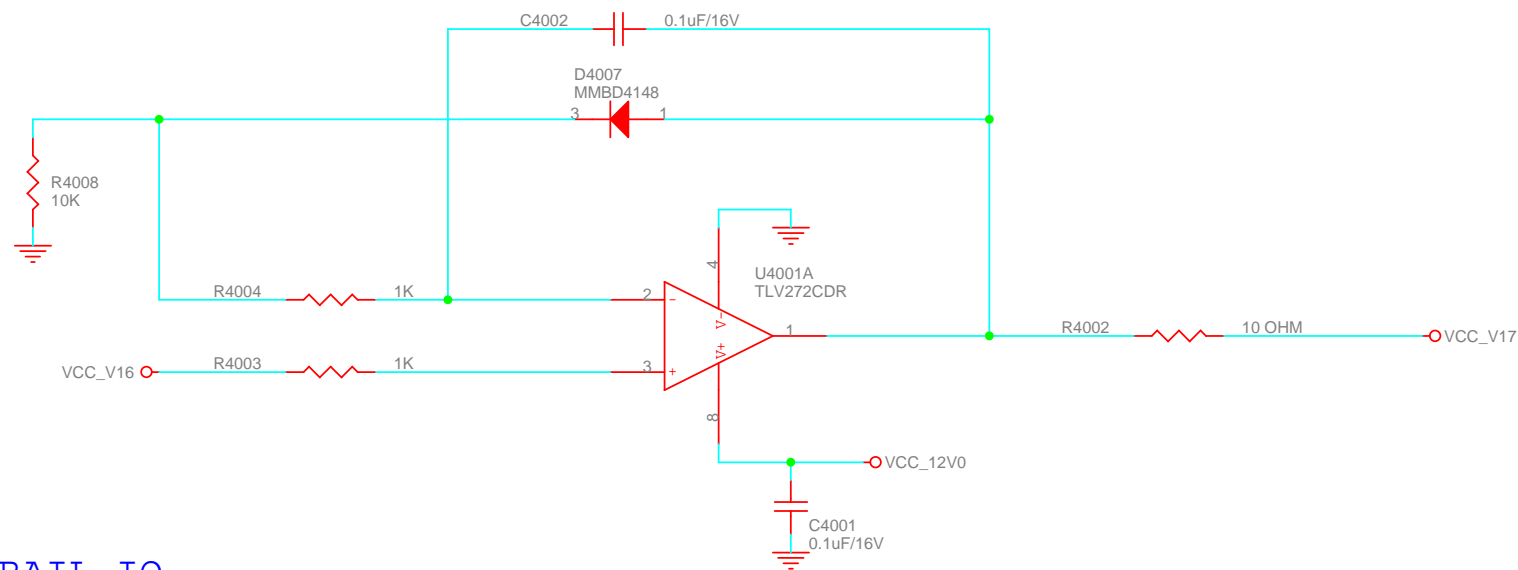 C4002 0.1uF/16V
D4007
MMBD4148
3 1
R4008
10K
4
U4001A
TLV272CDR
R4004 1K 2 -
V-
1 R4002 10 OHM VCC_V17
V+
VCC_V16 R4003 1K 3 +
8
VCC_12V0
C4001
0.1uF/16V